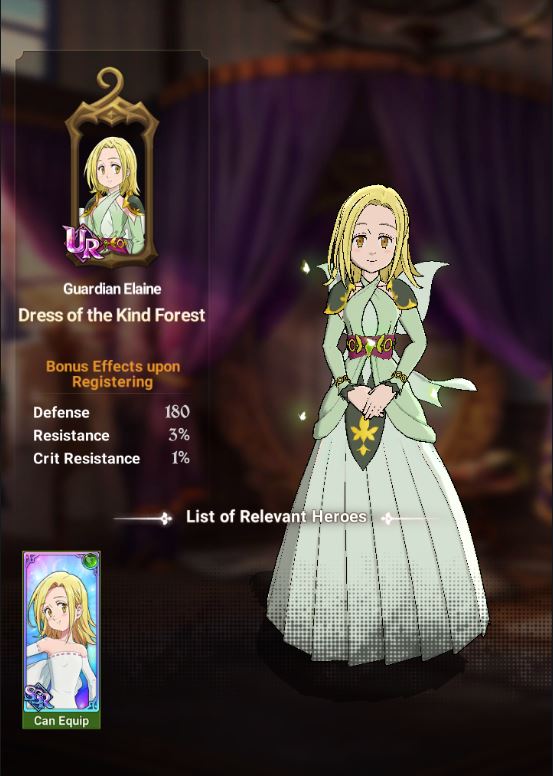 UR
Guardian Elaine
Dress of the Kind Forest
Bonus Effects upon
Registering
Defense 180
Resistance 3%
Crit Resistance 1%
List of Relevant Heroes
SSR
Can Equip